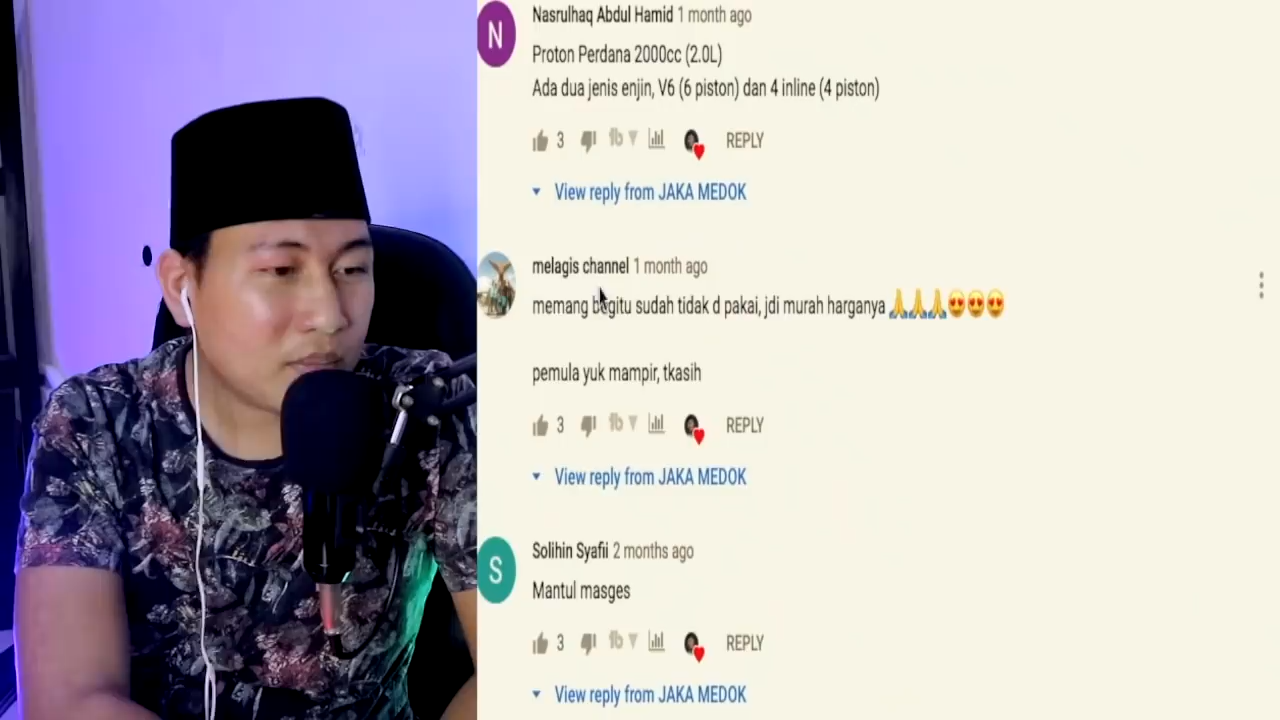 N
Nasrulhaq Abdul Hamid 1 month ago
Proton Perdana 2000cc (2.0L)
Ada dua jenis enjin, V6 (6 piston) dan 4 inline (4 piston)
3 REPLY
View reply from JAKA MEDOK
melagis channel 1 month ago
memang begitu sudah tidak d pakai, jdi murah harganya 🙏🙏🙏😍😍😍
pemula yuk mampir, tkasih
3 REPLY
View reply from JAKA MEDOK
S
Solihin Syafii 2 months ago
Mantul masges
3 REPLY
View reply from JAKA MEDOK